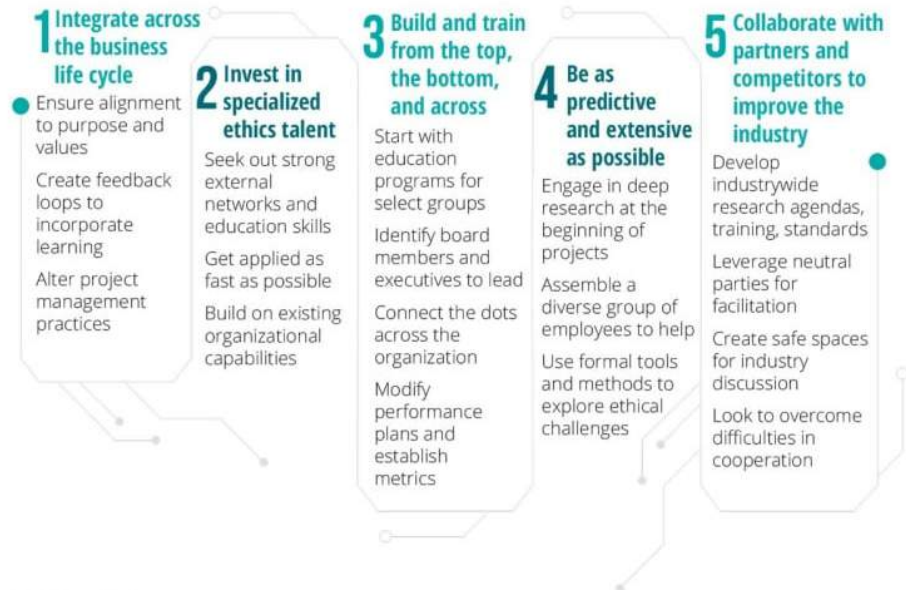 1 Integrate across
the business
life cycle
Ensure alignment
to purpose and
values
Create feedback
loops to
incorporate
learning
Alter project
management
practices
2 Invest in
specialized
ethics talent
Seek out strong
external
networks and
education skills
Get applied as
fast as possible
Build on existing
organizational
capabilities
3 Build and train
from the top,
the bottom,
and across
Start with
education
programs for
select groups
Identify board
members and
executives to lead
Connect the dots
across the
organization
Modify
performance
plans and
establish
metrics
4 Be as
predictive
and extensive
as possible
Engage in deep
research at the
beginning of
projects
Assemble a
diverse group of
employees to help
Use formal tools
and methods to
explore ethical
challenges
5 Collaborate with
partners and
competitors to
improve the
industry
Develop
industrywide
research agendas,
training, standards
Leverage neutral
parties for
facilitation
Create safe spaces
for industry
discussion
Look to overcome
difficulties in
cooperation